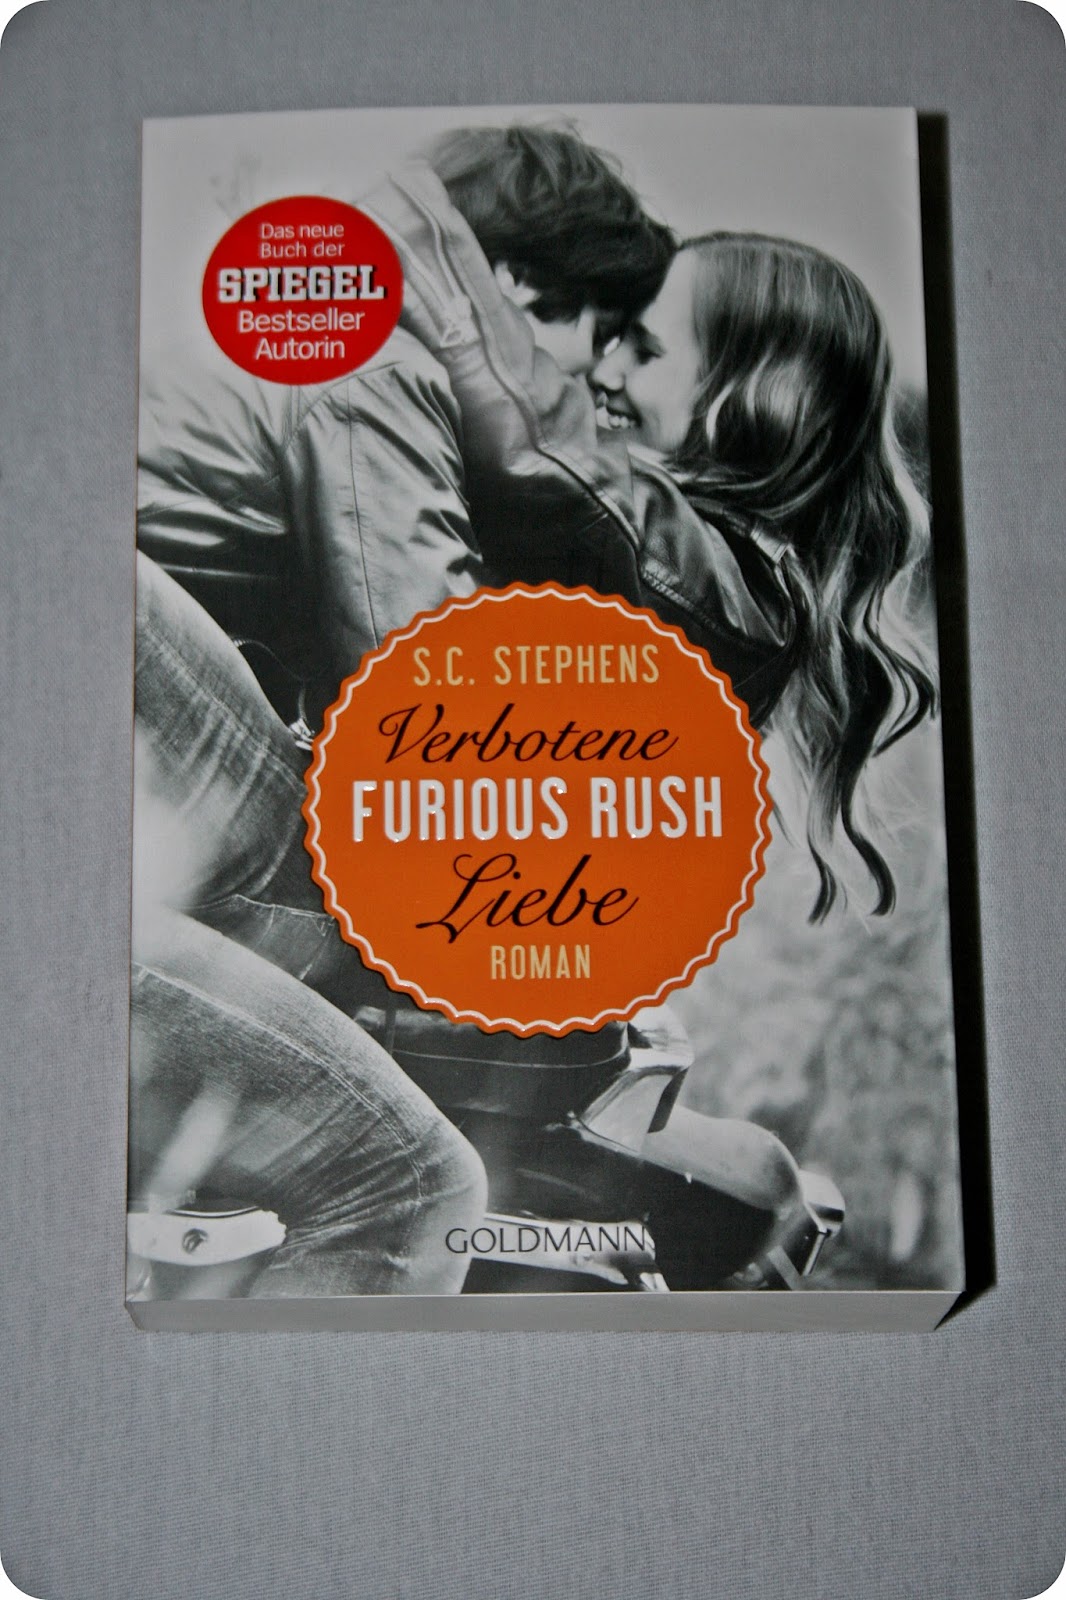 Das neue
Buch der
SPIEGEL
Bestseller
Autorin
S.C. STEPHENS
Verbotene
FURIOUS RUSH
Liebe
ROMAN
GOLDMANN